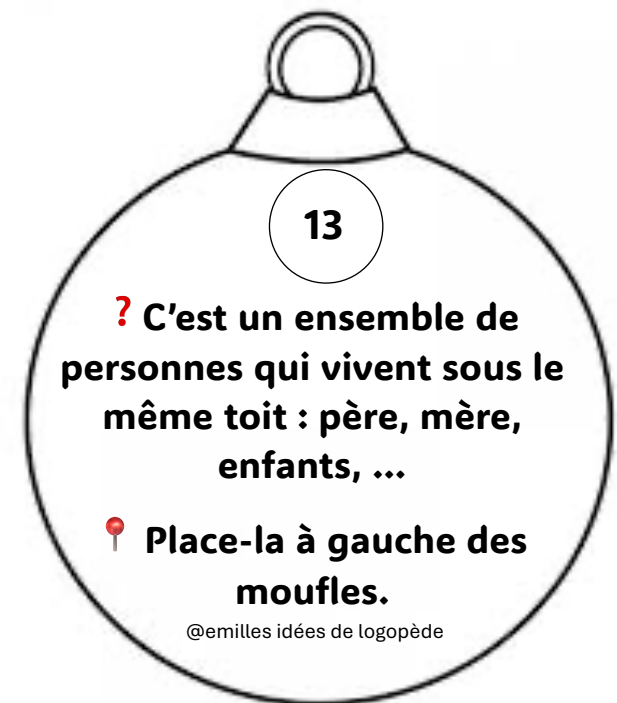 13
❓ C’est un ensemble de
personnes qui vivent sous le
même toit : père, mère,
enfants, ...
📍 Place-la à gauche des
moufles.
@emilles idées de logopède